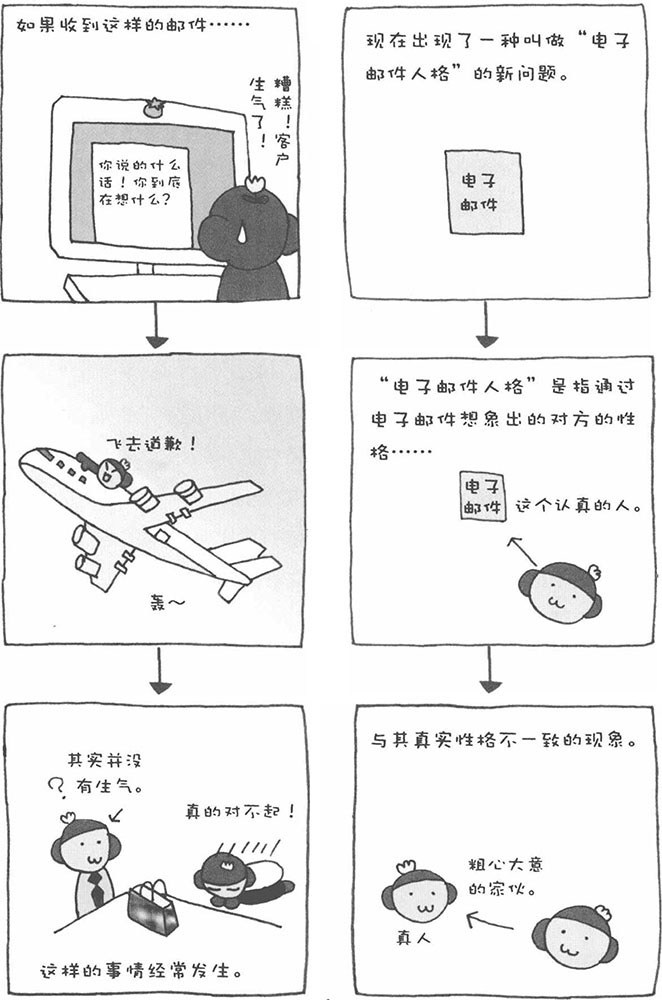 现在出现了一种叫做“电子
邮件人格”的新问题。
电子
邮件
“电子邮件人格”是指通过
电子邮件想象出的对方的性
格……
电子
邮件
这个认真的人。
与其真实性格不一致的现象。
粗心大意
的家伙。
真人
如果收到这样的邮件……
糟糕！客户
生气了！
你说的什么
话！你到底
在想什么？
飞去道歉！
轰～
其实并没
有生气。
？
真的对不起！
这样的事情经常发生。